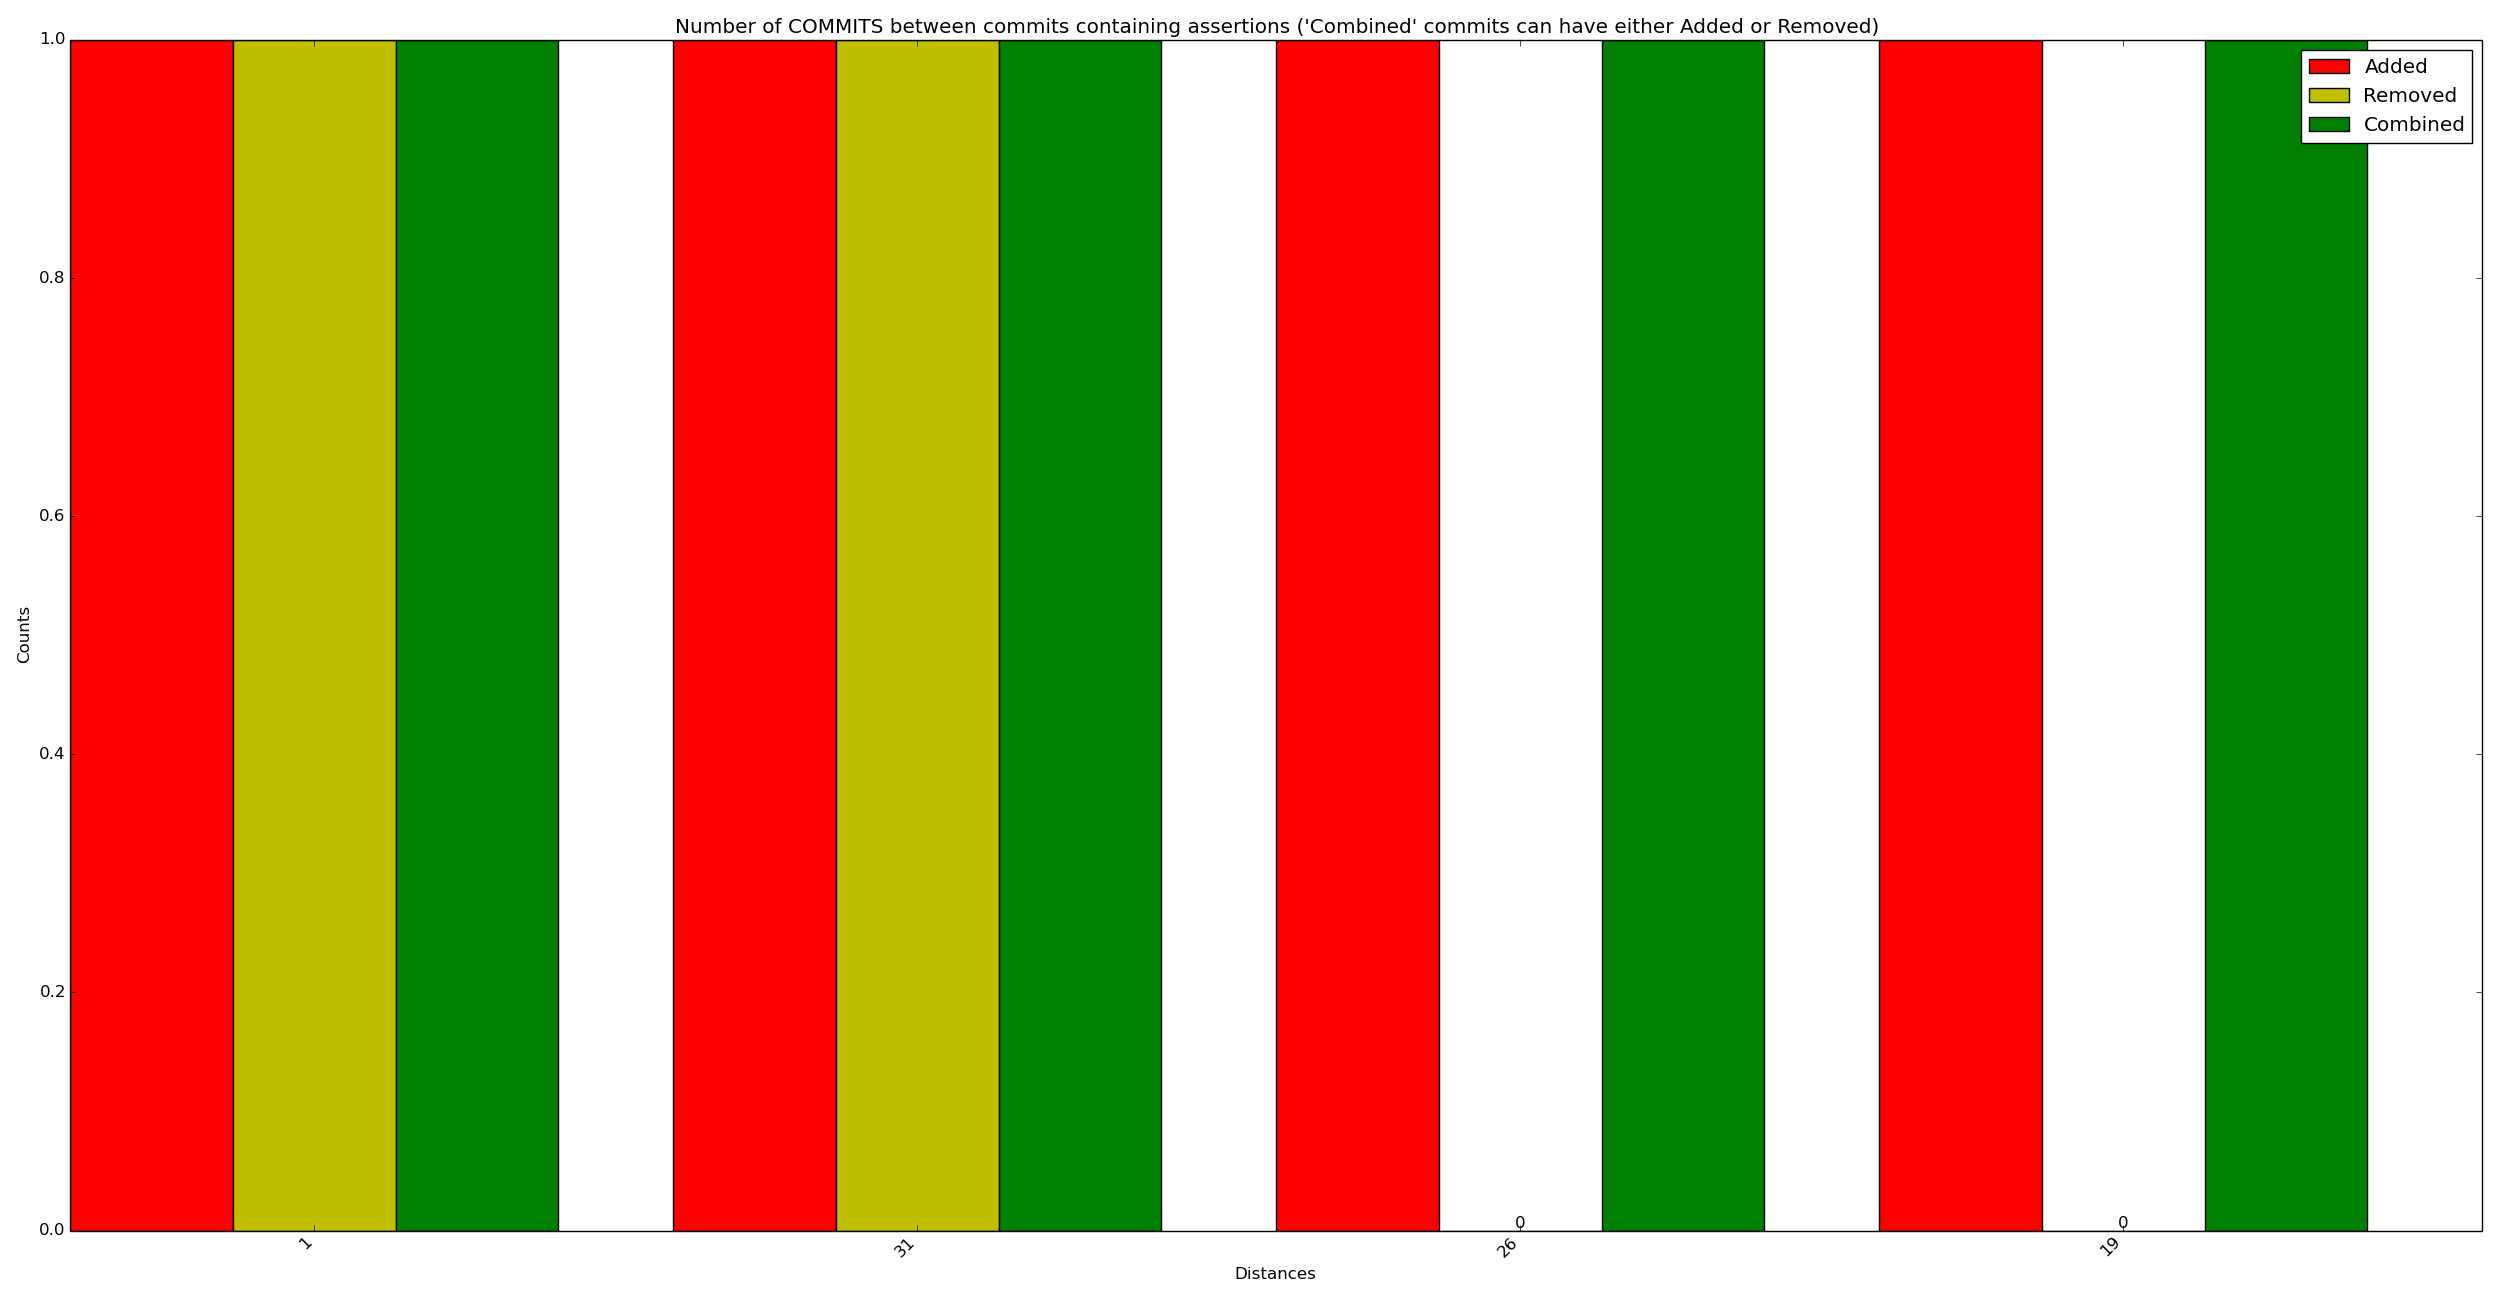 Number of COMMITS between commits containing assertions ('Combined' commits can have either Added or Removed)
1.0
0.8
0.6
0.4
0.2
0.0
Counts
Added
Removed
Combined
0
0
1
31
26
19
Distances